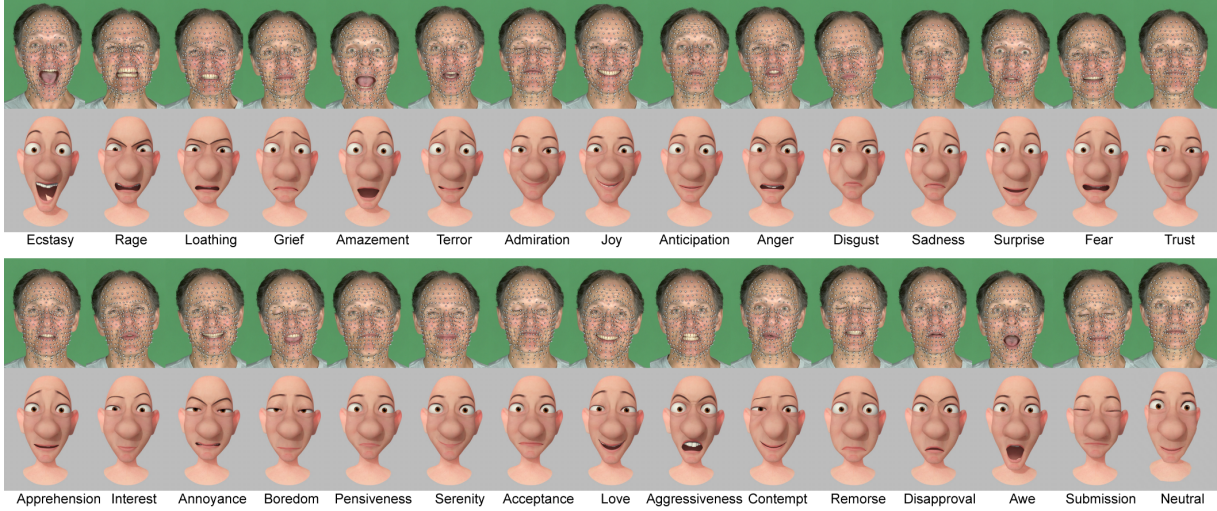 Ecstasy Rage Loathing Grief Amazement Terror Admiration Joy Anticipation Anger Disgust Sadness Surprise Fear Trust
Apprehension Interest Annoyance Boredom Pensiveness Serenity Acceptance Love Aggressiveness Contempt Remorse Disapproval Awe Submission Neutral